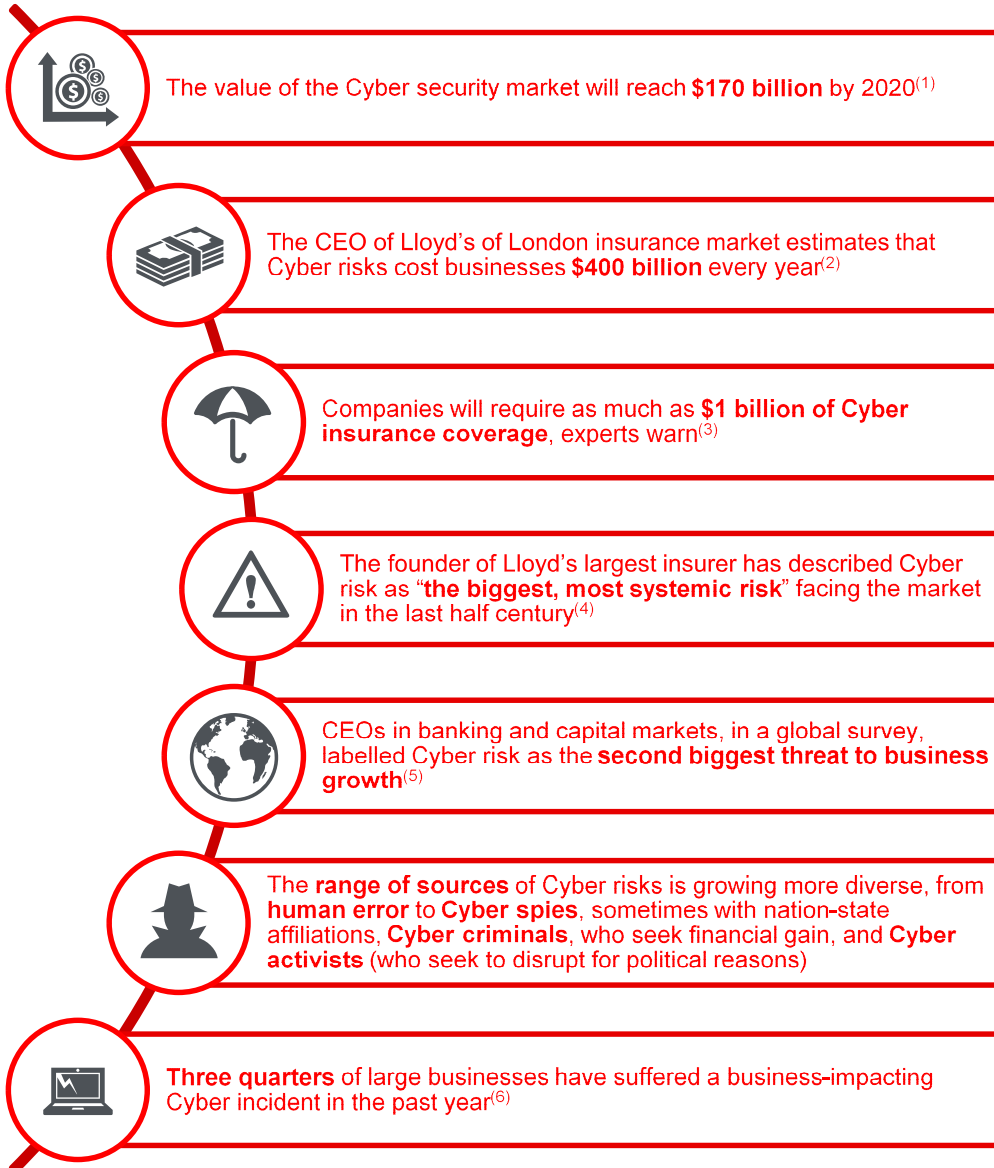 The value of the Cyber security market will reach $170 billion by 2020(1)
The CEO of Lloyd's of London insurance market estimates that
Cyber risks cost businesses $400 billion every year(2)
Companies will require as much as $1 billion of Cyber
insurance coverage, experts warn(3)
The founder of Lloyd's largest insurer has described Cyber
risk as “the biggest, most systemic risk” facing the market
in the last half century(4)
CEOs in banking and capital markets, in a global survey,
labelled Cyber risk as the second biggest threat to business
growth(5)
The range of sources of Cyber risks is growing more diverse, from
human error to Cyber spies, sometimes with nation-state
affiliations, Cyber criminals, who seek financial gain, and Cyber
activists (who seek to disrupt for political reasons)
Three quarters of large businesses have suffered a business-impacting
Cyber incident in the past year(6)